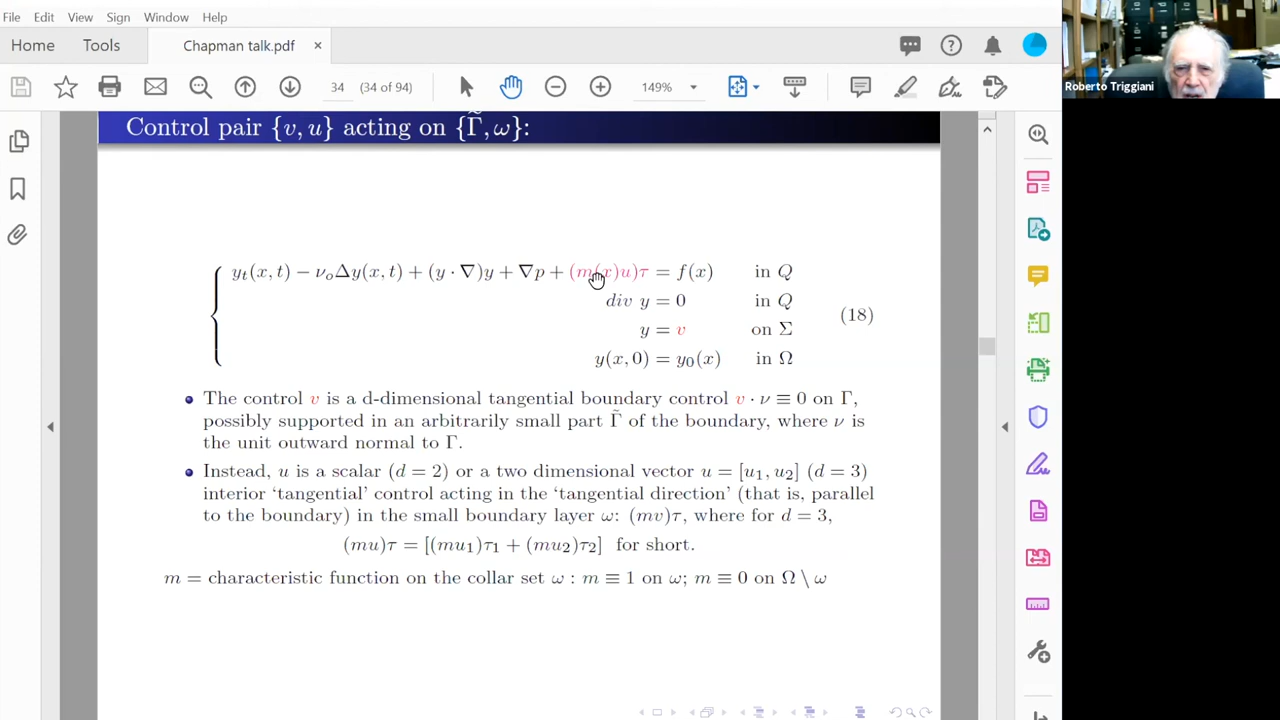 File Edit View Sign Window Help
Home Tools Chapman talk.pdf ×
34 (34 of 94) 149%
Roberto Triggiani
Control pair {v, u} acting on {Γ̃, ω}:
y_t(x, t) − ν_oΔy(x, t) + (y · ∇)y + ∇p + (m(x)u)τ = f(x) in Q
div y = 0 in Q
y = v on Σ
y(x, 0) = y_0(x) in Ω
(18)
• The control v is a d-dimensional tangential boundary control v · ν ≡ 0 on Γ,
possibly supported in an arbitrarily small part Γ̃ of the boundary, where ν is
the unit outward normal to Γ.
• Instead, u is a scalar (d = 2) or a two dimensional vector u = [u_1, u_2] (d = 3)
interior ‘tangential’ control acting in the ‘tangential direction’ (that is, parallel
to the boundary) in the small boundary layer ω: (mv)τ, where for d = 3,
(mu)τ = [(mu_1)τ_1 + (mu_2)τ_2] for short.
m = characteristic function on the collar set ω : m ≡ 1 on ω; m ≡ 0 on Ω \ ω